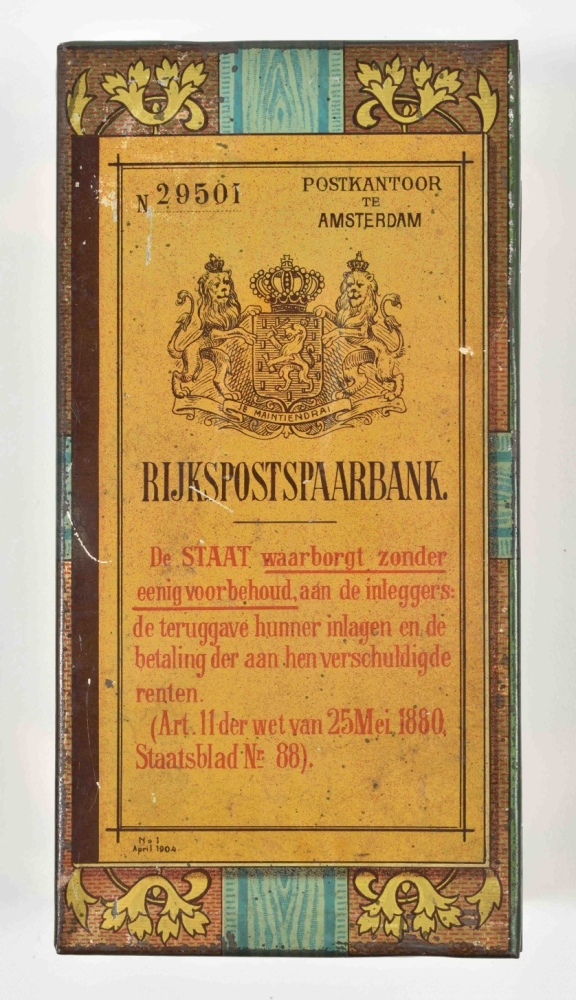 N 29501
POSTKANTOOR
TE
AMSTERDAM
JE MAINTIENDRAI
RIJKSPOSTSPAARBANK.
De STAAT waarborgt zonder
eenig voorbehoud, aan de inleggers:
de teruggave hunner inlagen en de
betaling der aan hen verschuldigde
renten.
(Art. 11 der wet van 25 Mei 1880,
Staatsblad Nr 88).
No 1
April 1904